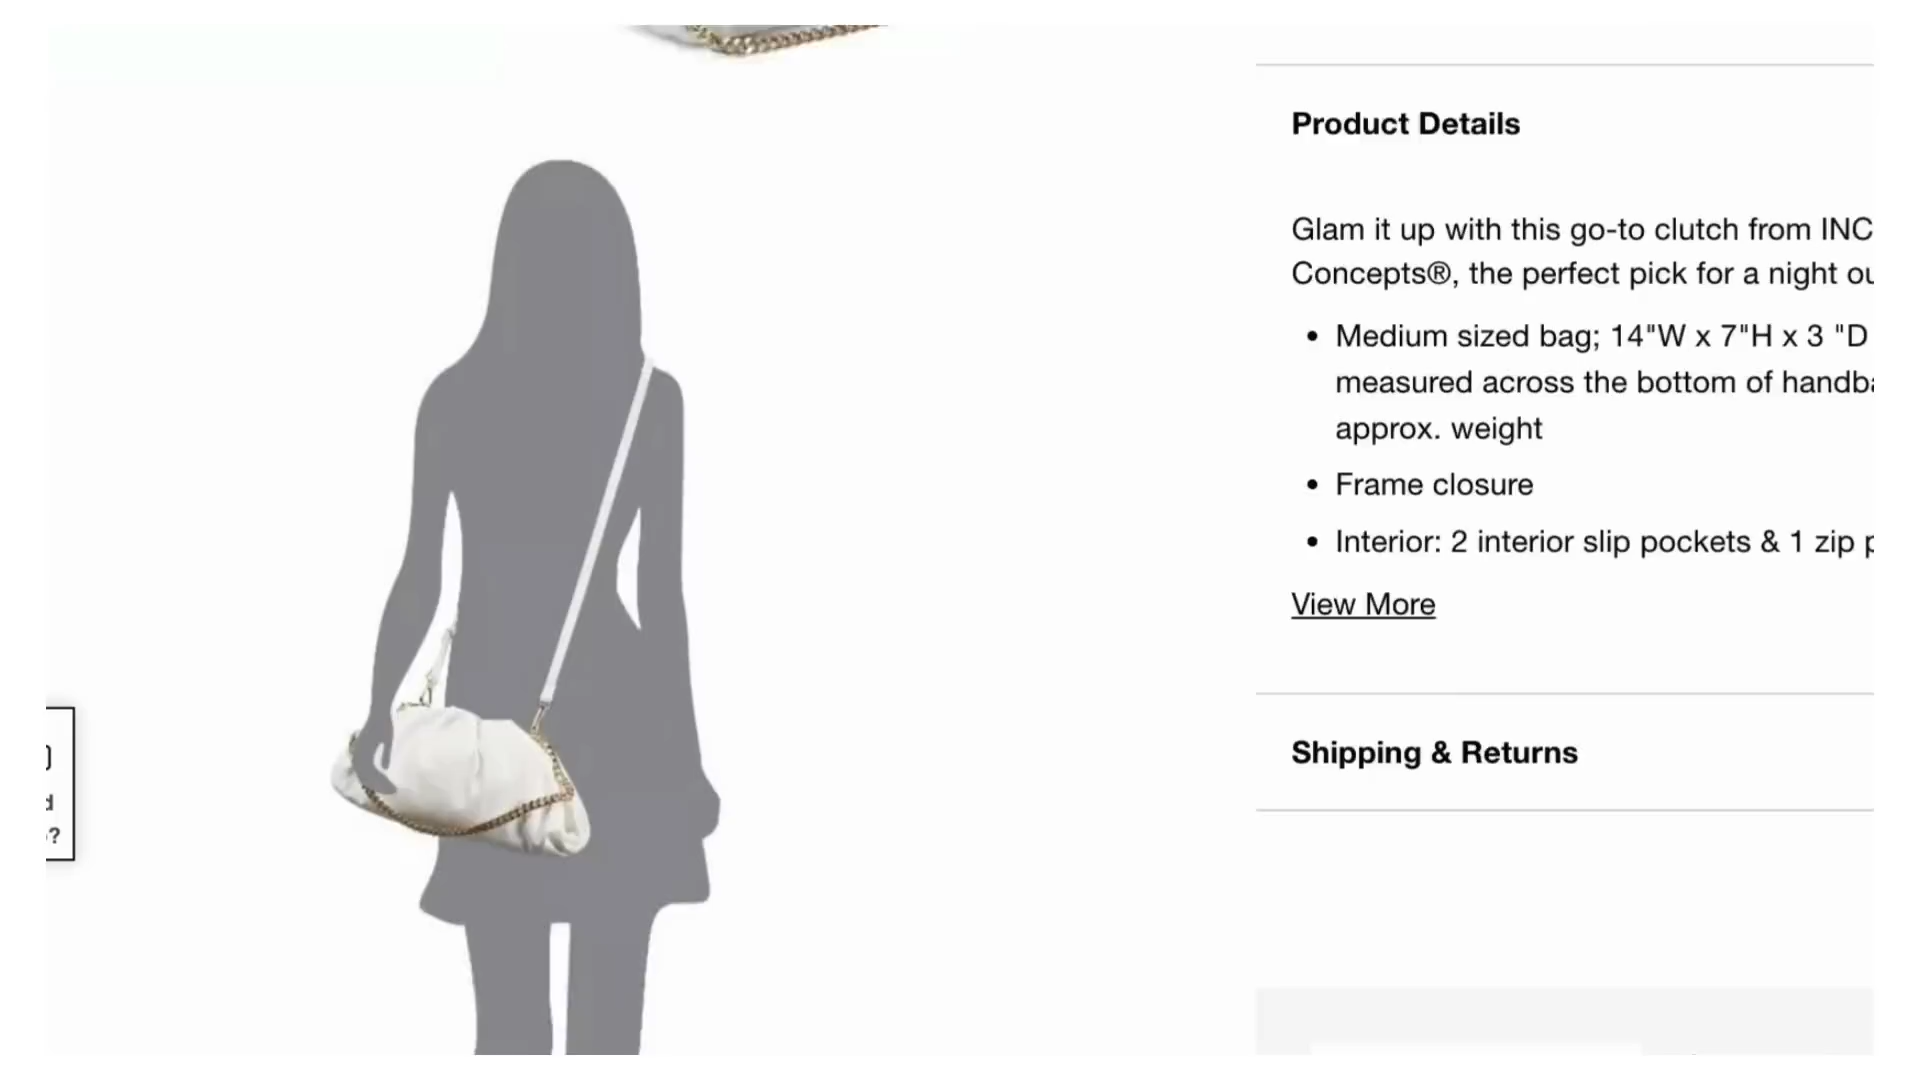 Product Details
Glam it up with this go-to clutch from INC
Concepts®, the perfect pick for a night
Medium sized bag; 14"W x 7"H x 3 "D
measured across the bottom of
approx. weight
Frame closure
Interior: 2 interior slip pockets & 1 zip
View More
Shipping & Returns